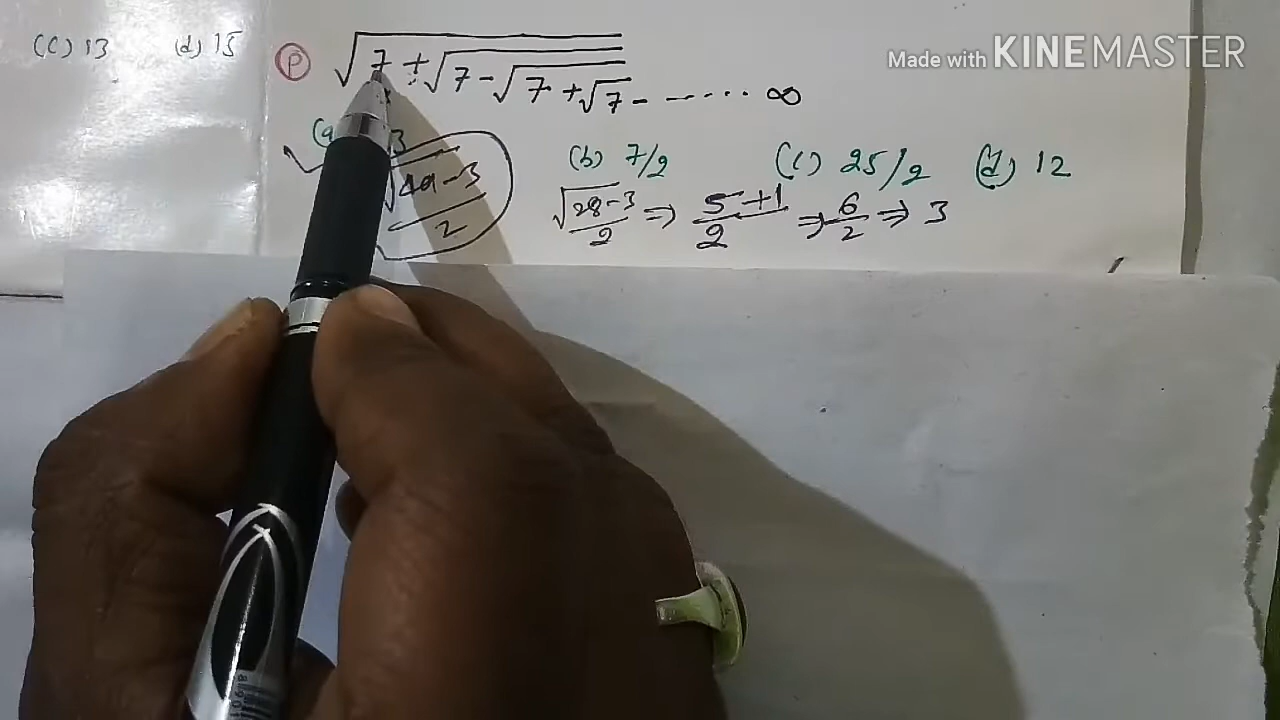 Made with KINEMASTER
(C) 13 (d) 15
(P) √7 + √7 - √7 + √7 - ------ ∞
(a 3 (b) 7/2 (C) 25/2 (d) 12
√4a-3
2
√28-3/2 ⇒ 5+1/2 ⇒ 6/2 ⇒ 3